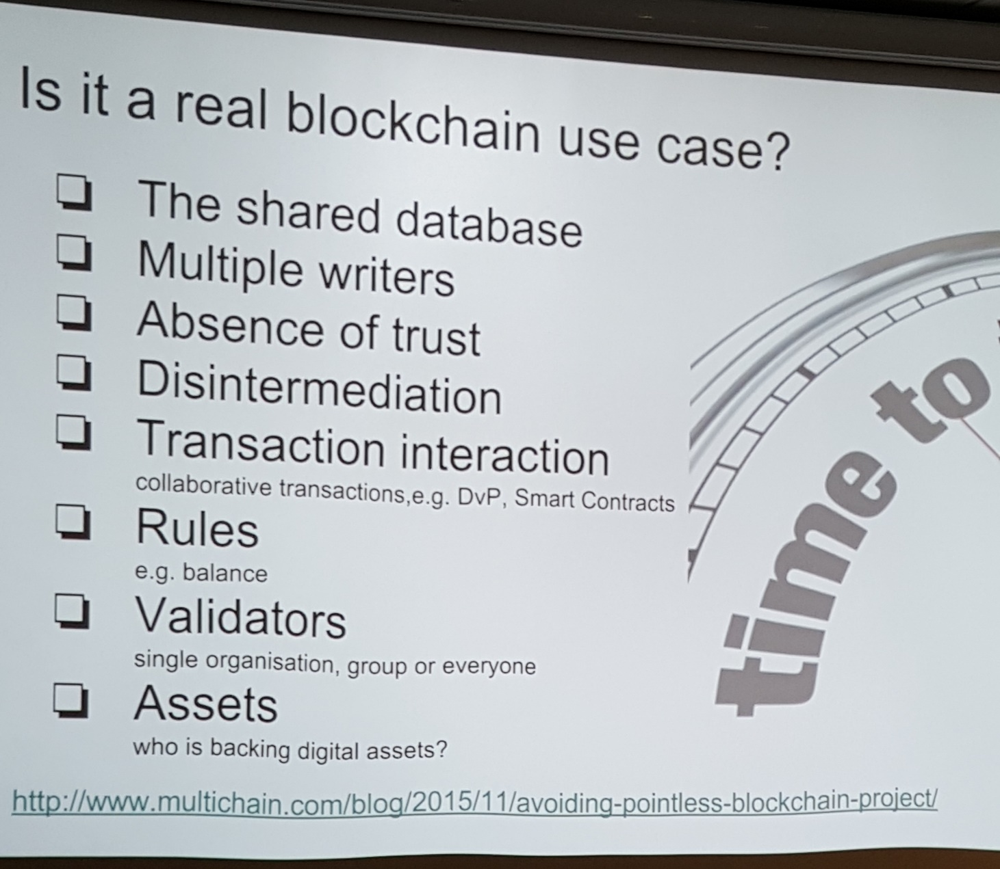 Is it a real blockchain use case?
The shared database
Multiple writers
Absence of trust
Disintermediation
Transaction interaction
collaborative transactions,e.g. DvP, Smart Contracts
Rules
e.g. balance
Validators
single organisation, group or everyone
Assets
who is backing digital assets?
http://www.multichain.com/blog/2015/11/avoiding-pointless-blockchain-project/
time to